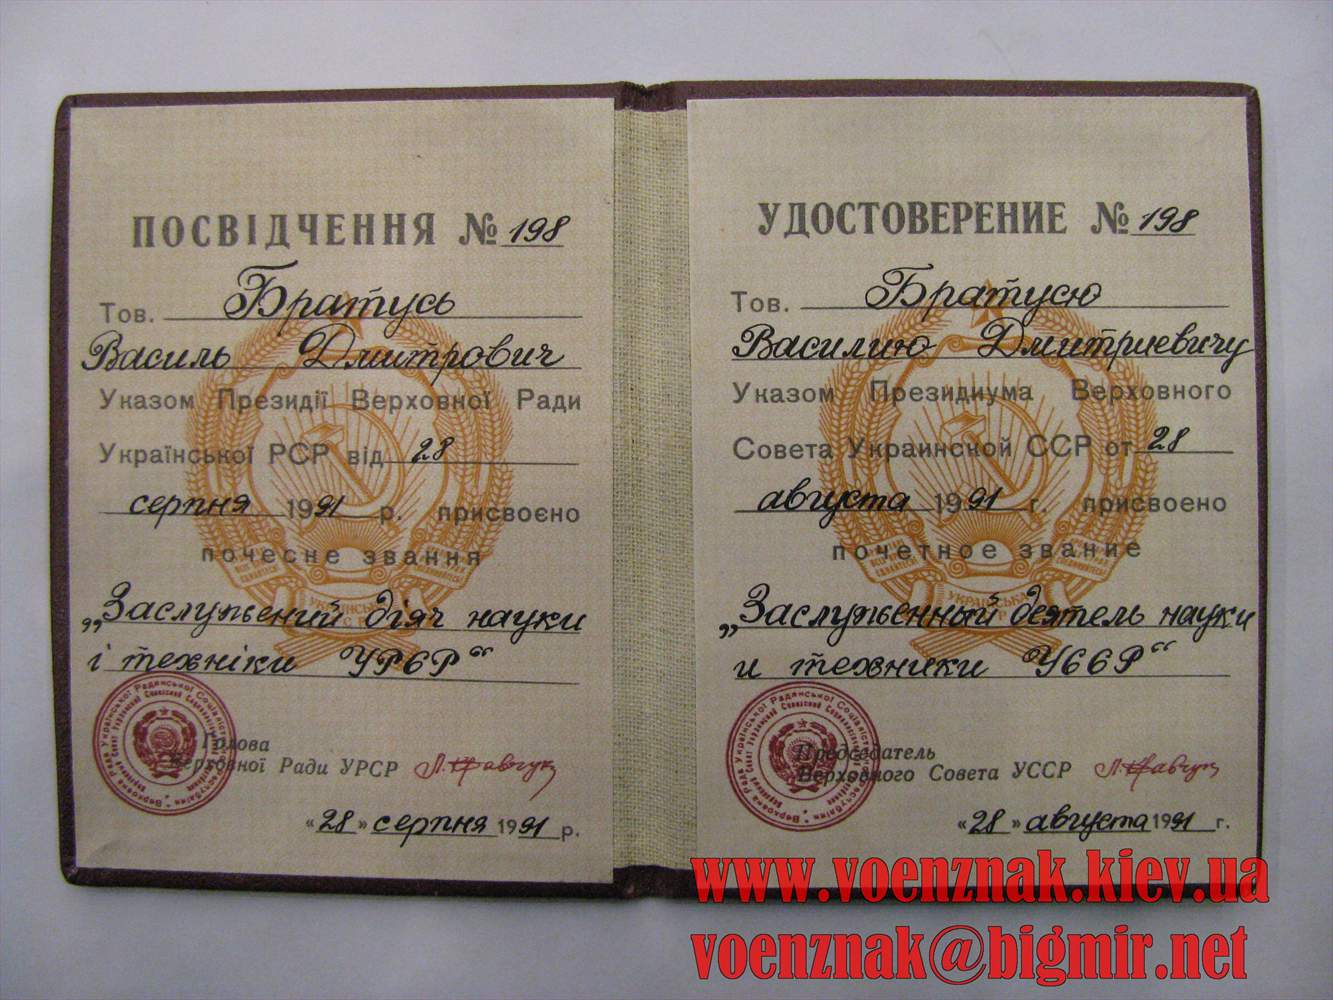 ПОСВІДЧЕННЯ № 198
Тов. Братусь
Василь Дмитрович
Указом Президії Верховної Ради
Української РСР від 28
серпня 1991 р. присвоєно
почесне звання
„Заслужений діяч науки
і техніки УРСР“
Голова
Верховної Ради УРСР Л. Кравчук
«28» серпня 1991 р.
УДОСТОВЕРЕНИЕ № 198
Тов. Братусю
Василию Дмитриевичу
Указом Президиума Верховного
Совета Украинской ССР от 28
августа 1991 г. присвоено
почетное звание
„Заслуженный деятель науки
и техники УССР“
Председатель
Верховного Совета УССР Л. Кравчук
«28» августа 1991 г.
www.voenznak.kiev.ua
voenznak@bigmir.net